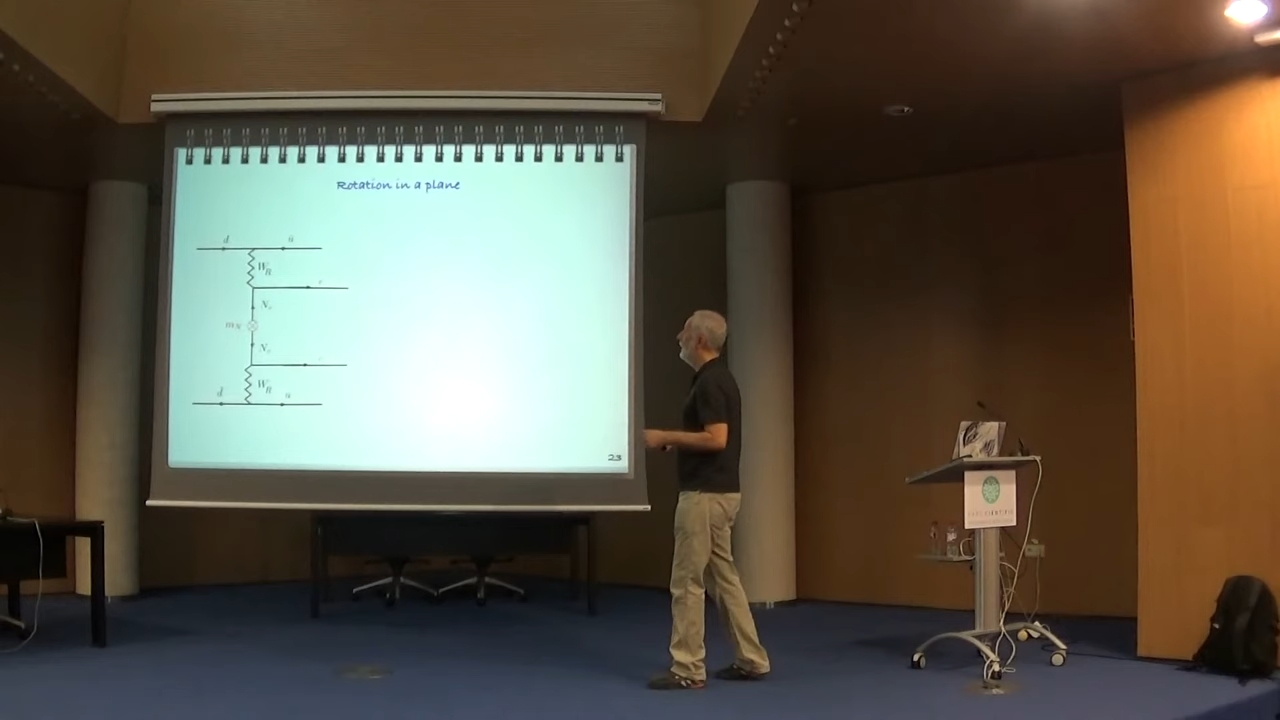 Rotation in a plane
d u
W_R
e
N_e
m_N
N_e
e
W_R
d u
23